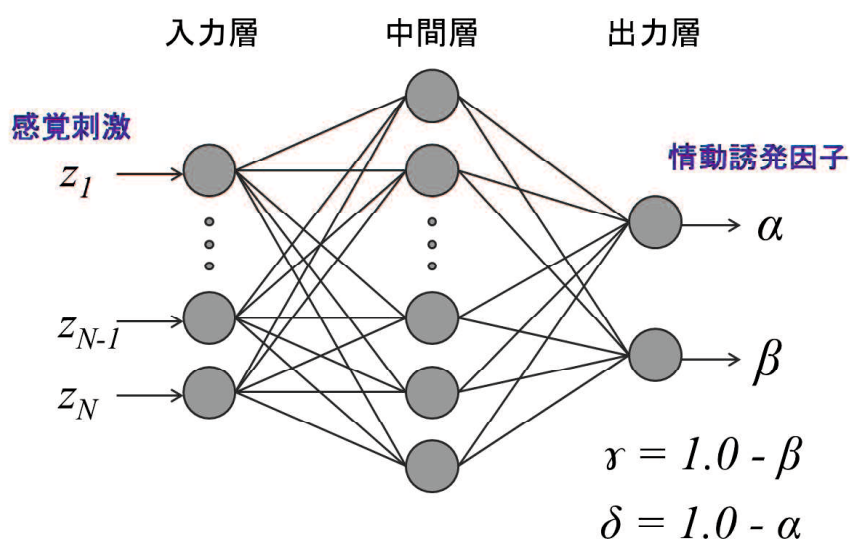 入力層 中間層 出力層
感覚刺激
情動誘発因子
z1
α
zN-1
β
zN
γ = 1.0 - β
δ = 1.0 - α